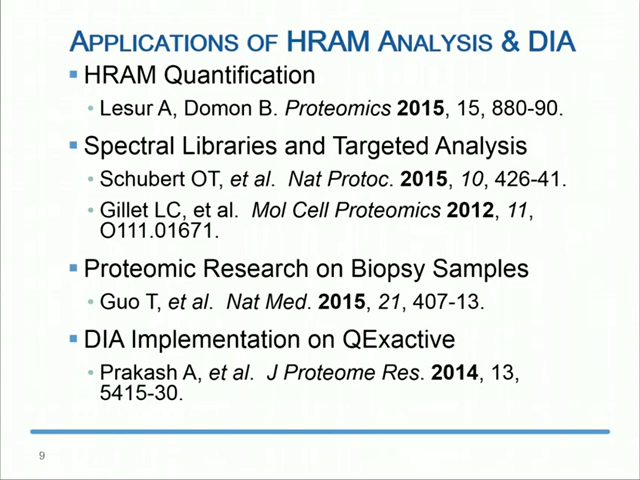 APPLICATIONS OF HRAM ANALYSIS & DIA
▪ HRAM Quantification
• Lesur A, Domon B. Proteomics 2015, 15, 880-90.
▪ Spectral Libraries and Targeted Analysis
• Schubert OT, et al. Nat Protoc. 2015, 10, 426-41.
• Gillet LC, et al. Mol Cell Proteomics 2012, 11,
O111.01671.
▪ Proteomic Research on Biopsy Samples
• Guo T, et al. Nat Med. 2015, 21, 407-13.
▪ DIA Implementation on QExactive
• Prakash A, et al. J Proteome Res. 2014, 13,
5415-30.
9